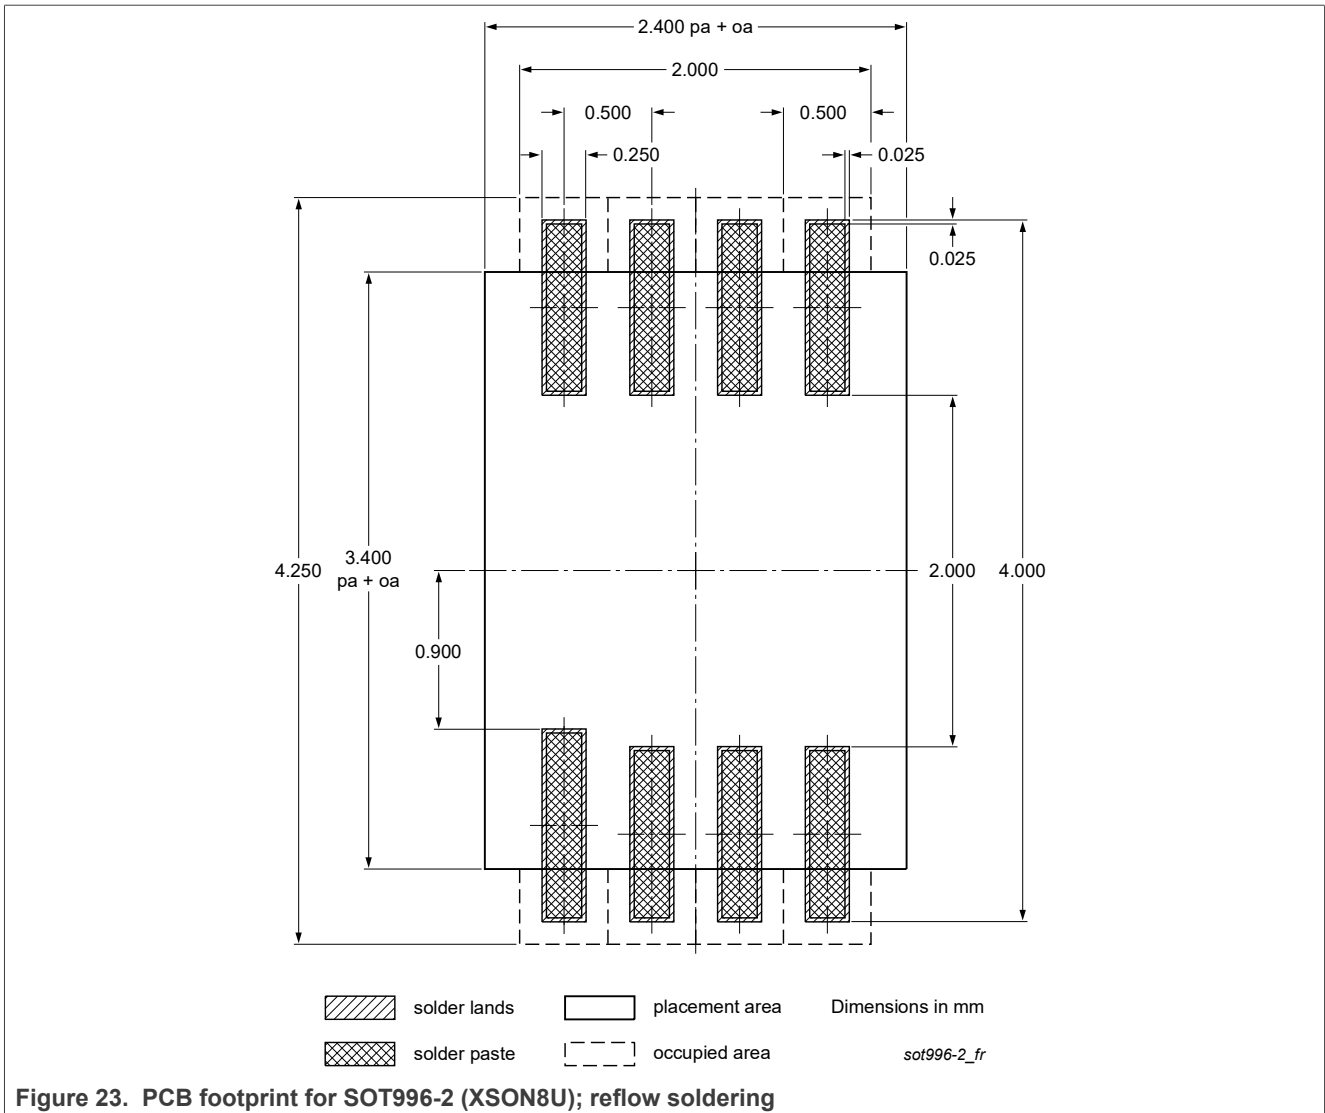 2.400 pa + oa
2.000
0.500
0.500
0.250
0.025
0.025
4.250
3.400
pa + oa
2.000
4.000
0.900
solder lands
placement area
Dimensions in mm
solder paste
occupied area
sot996-2_fr
Figure 23. PCB footprint for SOT996-2 (XSON8U); reflow soldering